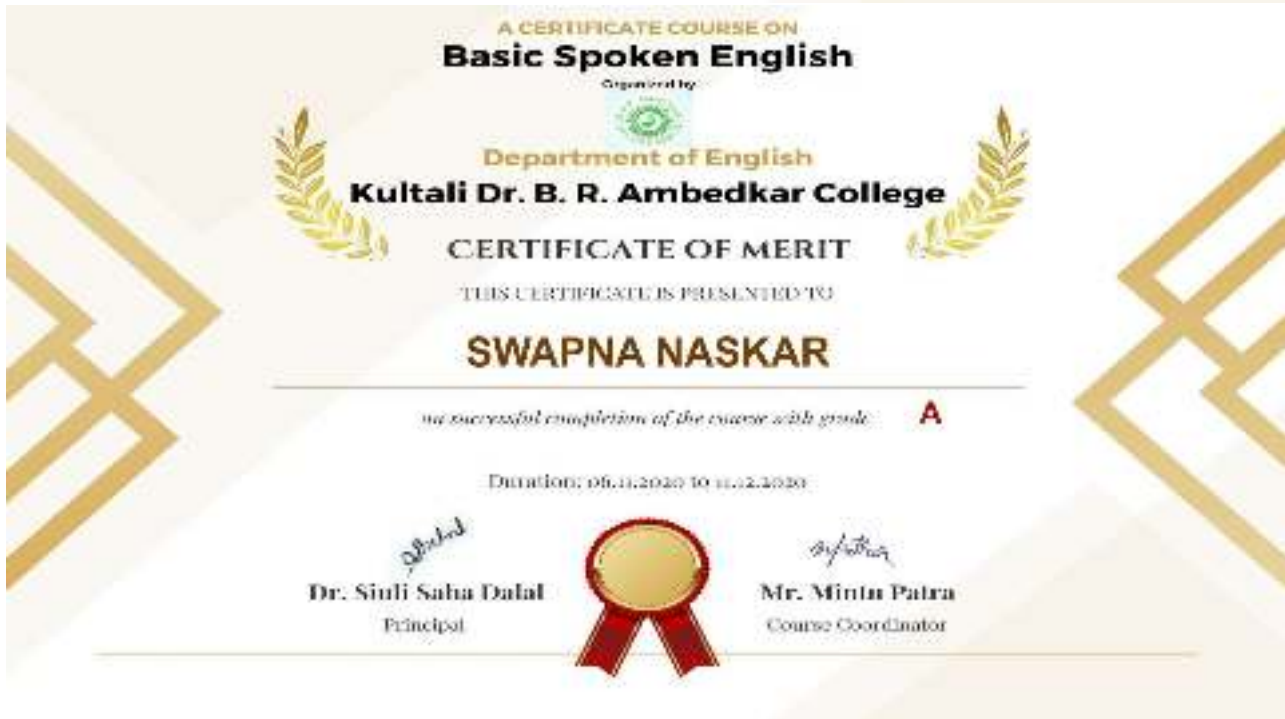 A CERTIFICATE COURSE ON
Basic Spoken English
Organized by
Department of English
Kultali Dr. B. R. Ambedkar College
CERTIFICATE OF MERIT
THIS CERTIFICATE IS PRESENTED TO
SWAPNA NASKAR
on successful completion of the course with grade A
Duration: 06.11.2020 to 11.12.2020
Dr. Siuli Saha Dalal
Principal
Mr. Mintu Patra
Course Coordinator